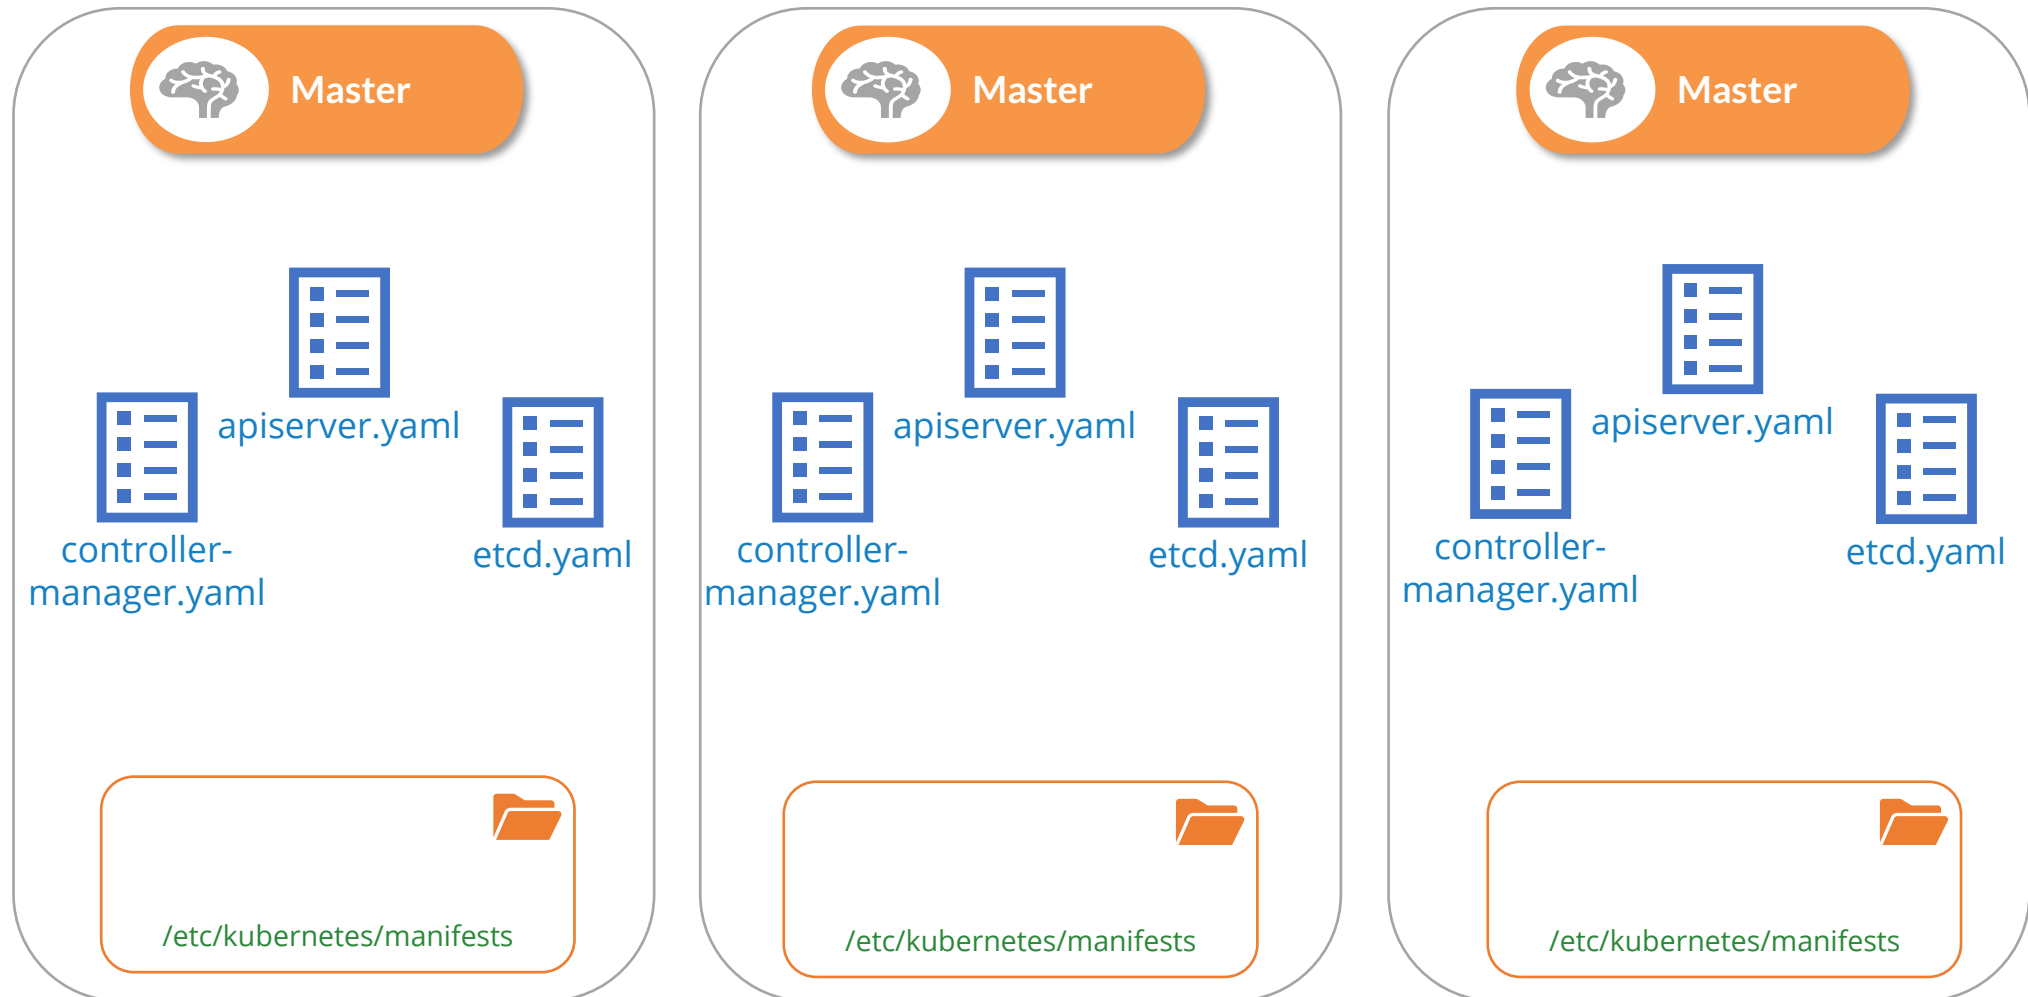 Master
apiserver.yaml
controller-
manager.yaml
etcd.yaml
/etc/kubernetes/manifests
Master
apiserver.yaml
controller-
manager.yaml
etcd.yaml
/etc/kubernetes/manifests
Master
apiserver.yaml
controller-
manager.yaml
etcd.yaml
/etc/kubernetes/manifests